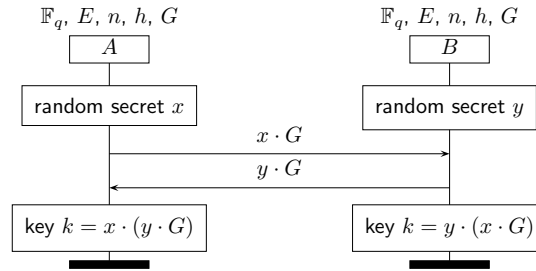 𝔽_q, E, n, h, G 𝔽_q, E, n, h, G
A B
random secret x random secret y
x · G
y · G
key k = x · (y · G) key k = y · (x · G)